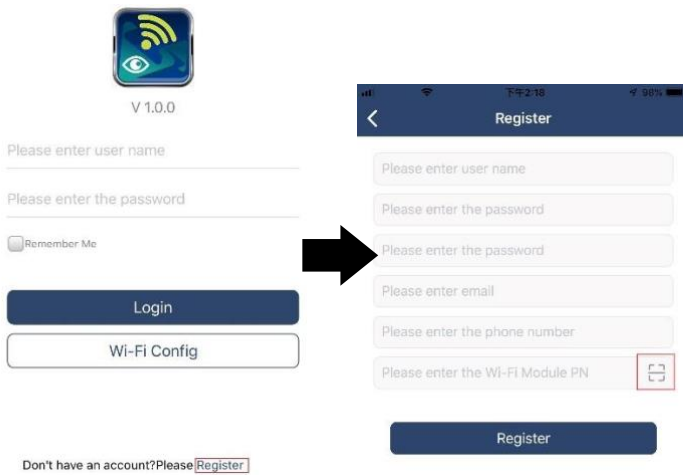 V 1.0.0
Please enter user name
Please enter the password
Remember Me
Login
Wi-Fi Config
Don't have an account?Please Register
下午2:18
98%
Register
Please enter user name
Please enter the password
Please enter the password
Please enter email
Please enter the phone number
Please enter the Wi-Fi Module PN
Register